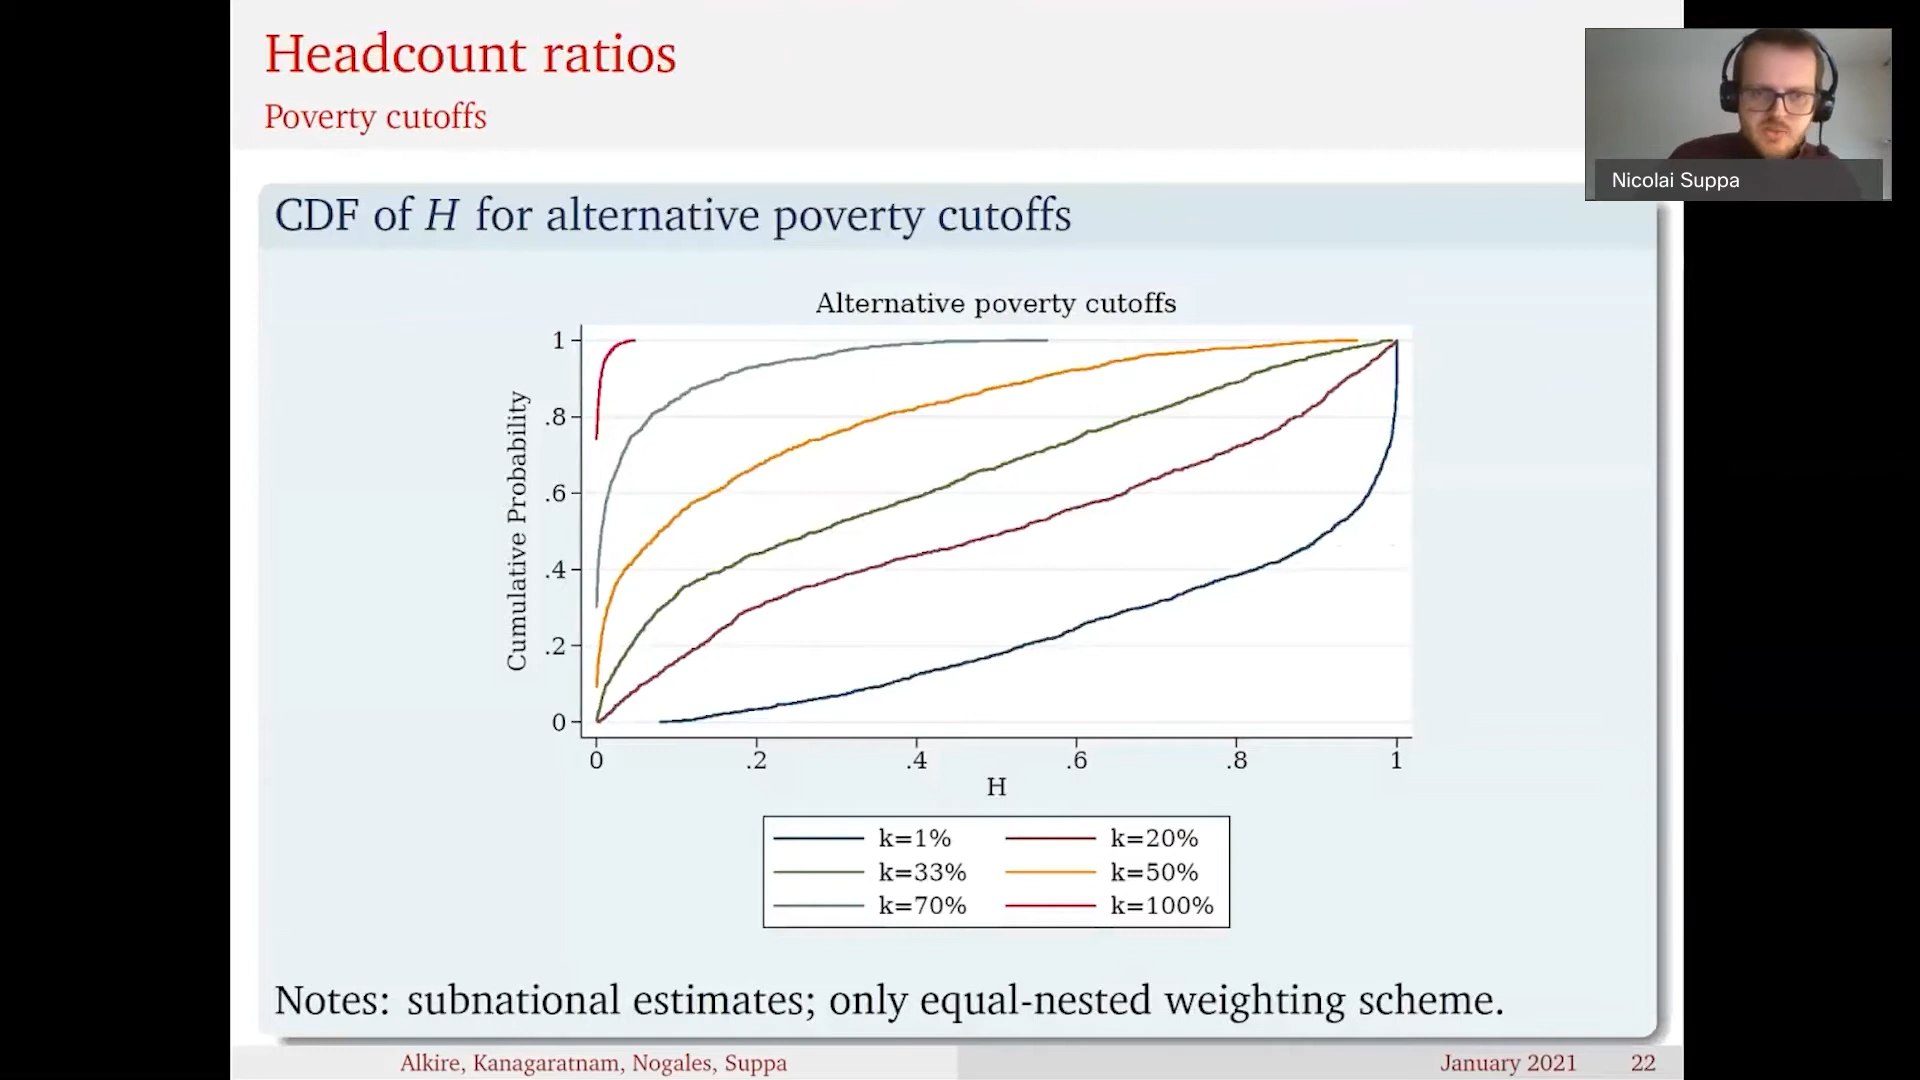 Headcount ratios
Poverty cutoffs
Nicolai Suppa
CDF of H for alternative poverty cutoffs
Alternative poverty cutoffs
Cumulative Probability
1
.8
.6
.4
.2
0
0 .2 .4 .6 .8 1
H
k=1% k=20%
k=33% k=50%
k=70% k=100%
Notes: subnational estimates; only equal-nested weighting scheme.
Alkire, Kanagaratnam, Nogales, Suppa January 2021 22